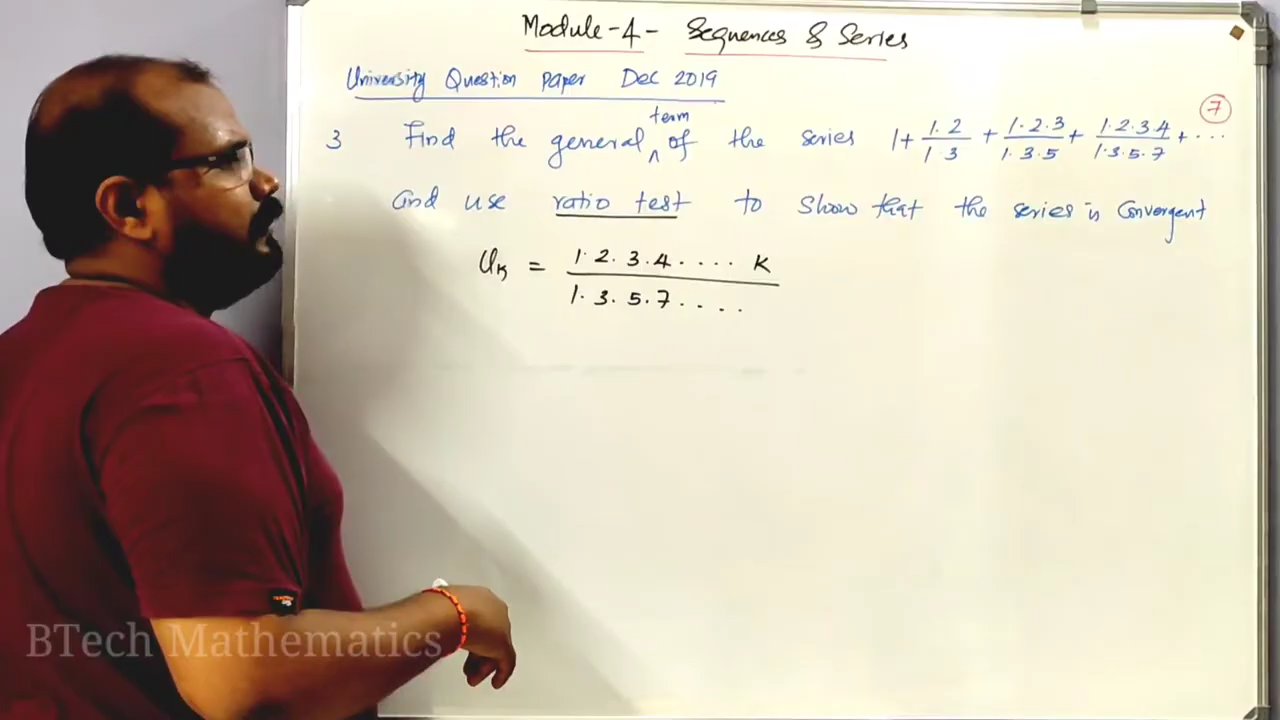 Module-4- Sequences & Series
University Question Paper Dec 2019
7
3 Find the general term of the series 1+ 1.2/1.3 + 1.2.3/1.3.5 + 1.2.3.4/1.3.5.7 + ...
and use ratio test to show that the series is Convergent
Uk = 1.2.3.4.... K / 1.3.5.7....
BTech Mathematics